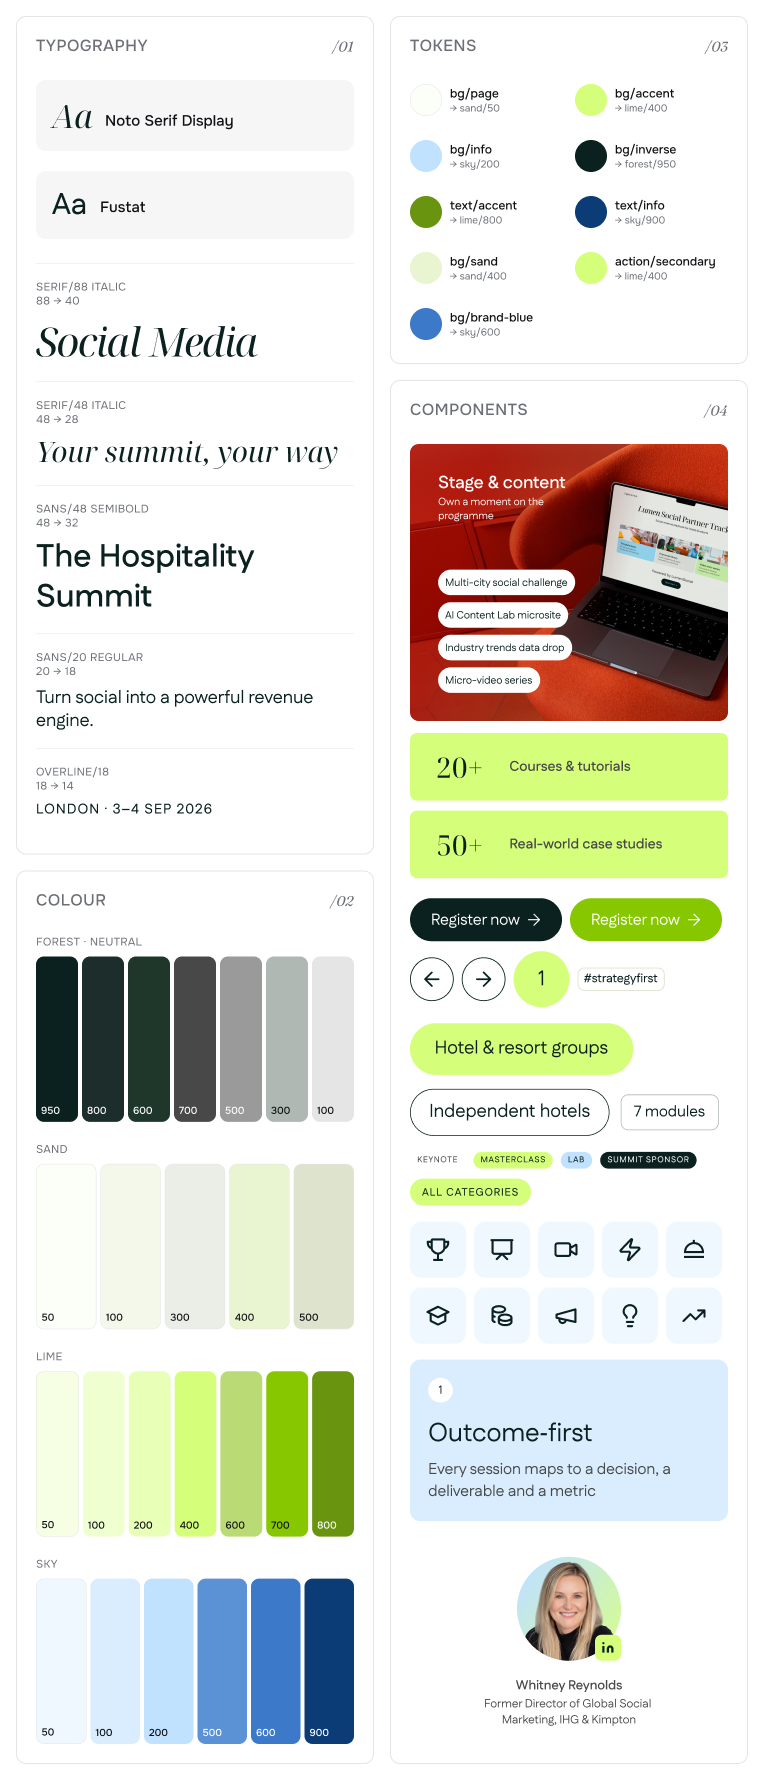 TYPOGRAPHY
/01
Aa Noto Serif Display
Aa Fustat
SERIF/88 ITALIC
88 → 40
Social Media
SERIF/48 ITALIC
48 → 28
Your summit, your way
SANS/48 SEMIBOLD
48 → 32
The Hospitality
Summit
SANS/20 REGULAR
20 → 18
Turn social into a powerful revenue
engine.
OVERLINE/18
18 → 14
LONDON · 3–4 SEP 2026
COLOUR
/02
FOREST · NEUTRAL
950 800 600 700 500 300 100
SAND
50 100 300 400 500
LIME
50 100 200 400 600 700 800
SKY
50 100 200 500 600 900
TOKENS
/03
bg/page
→ sand/50
bg/accent
→ lime/400
bg/info
→ sky/200
bg/inverse
→ forest/950
text/accent
→ lime/800
text/info
→ sky/900
bg/sand
→ sand/400
action/secondary
→ lime/400
bg/brand-blue
→ sky/600
COMPONENTS
/04
Stage & content
Own a moment on the
programme
Lumen Social Partner Track
Multi-city social challenge
AI Content Lab microsite
Industry trends data drop
Micro-video series
20+ Courses & tutorials
50+ Real-world case studies
Register now →
Register now →
← → 1 #strategyfirst
Hotel & resort groups
Independent hotels
7 modules
KEYNOTE MASTERCLASS LAB SUMMIT SPONSOR
ALL CATEGORIES
1
Outcome-first
Every session maps to a decision, a
deliverable and a metric
in
Whitney Reynolds
Former Director of Global Social
Marketing, IHG & Kimpton